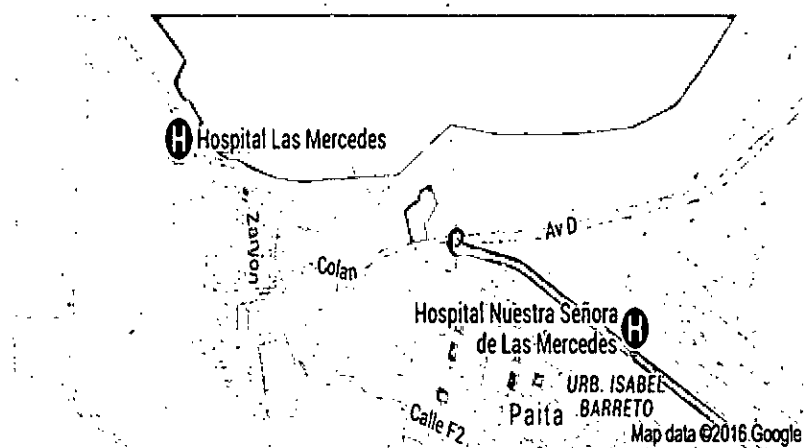 Hospital Las Mercedes
Zanjon
Colan
Av D
Hospital Nuestra Señora
de Las Mercedes
URB. ISABEL
BARRETO
Paita
Calle F2
Map data ©2016 Google